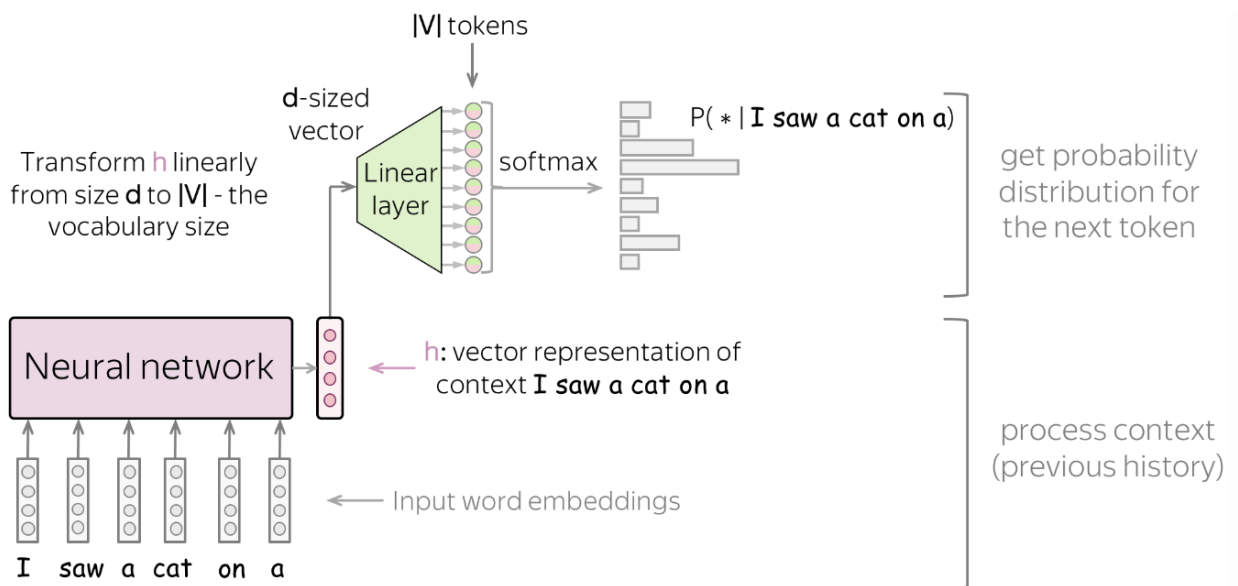 |V| tokens
d-sized
vector
Transform h linearly
from size d to |V| - the
vocabulary size
Linear
layer
softmax
P( * | I saw a cat on a)
get probability
distribution for
the next token
Neural network
h: vector representation of
context I saw a cat on a
process context
(previous history)
Input word embeddings
I saw a cat on a